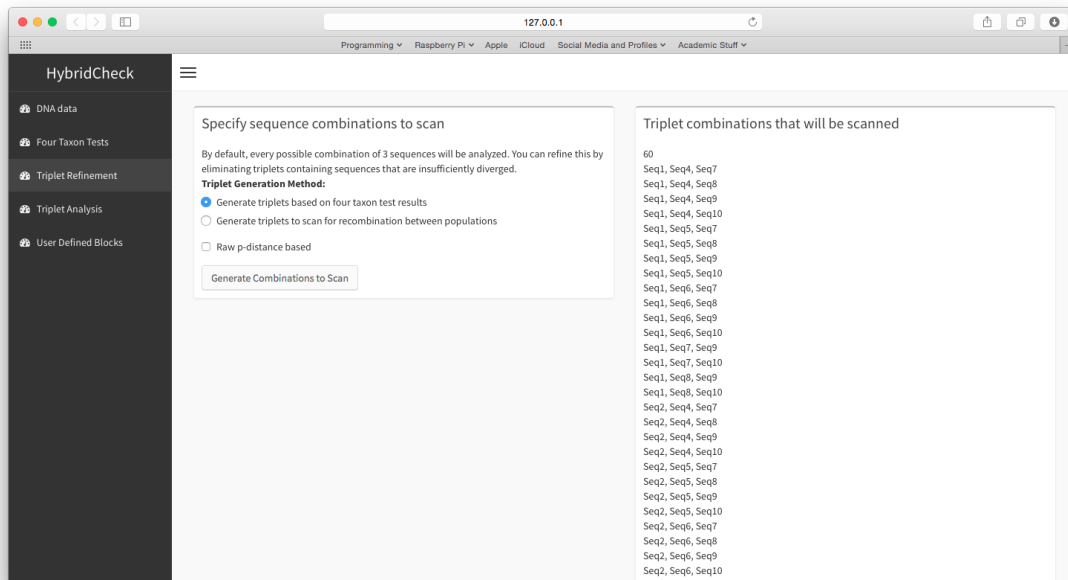 127.0.0.1
Programming
Raspberry Pi
Apple
iCloud
Social Media and Profiles
Academic Stuff
HybridCheck
DNA data
Four Taxon Tests
Triplet Refinement
Triplet Analysis
User Defined Blocks
Specify sequence combinations to scan
By default, every possible combination of 3 sequences will be analyzed. You can refine this by
eliminating triplets containing sequences that are insufficiently diverged.
Triplet Generation Method:
Generate triplets based on four taxon test results
Generate triplets to scan for recombination between populations
Raw p-distance based
Generate Combinations to Scan
Triplet combinations that will be scanned
60
Seq1, Seq4, Seq7
Seq1, Seq4, Seq8
Seq1, Seq4, Seq9
Seq1, Seq4, Seq10
Seq1, Seq5, Seq7
Seq1, Seq5, Seq8
Seq1, Seq5, Seq9
Seq1, Seq5, Seq10
Seq1, Seq6, Seq7
Seq1, Seq6, Seq8
Seq1, Seq6, Seq9
Seq1, Seq6, Seq10
Seq1, Seq7, Seq9
Seq1, Seq7, Seq10
Seq1, Seq8, Seq9
Seq1, Seq8, Seq10
Seq2, Seq4, Seq7
Seq2, Seq4, Seq8
Seq2, Seq4, Seq9
Seq2, Seq4, Seq10
Seq2, Seq5, Seq7
Seq2, Seq5, Seq8
Seq2, Seq5, Seq9
Seq2, Seq5, Seq10
Seq2, Seq6, Seq7
Seq2, Seq6, Seq8
Seq2, Seq6, Seq9
Seq2, Seq6, Seq10